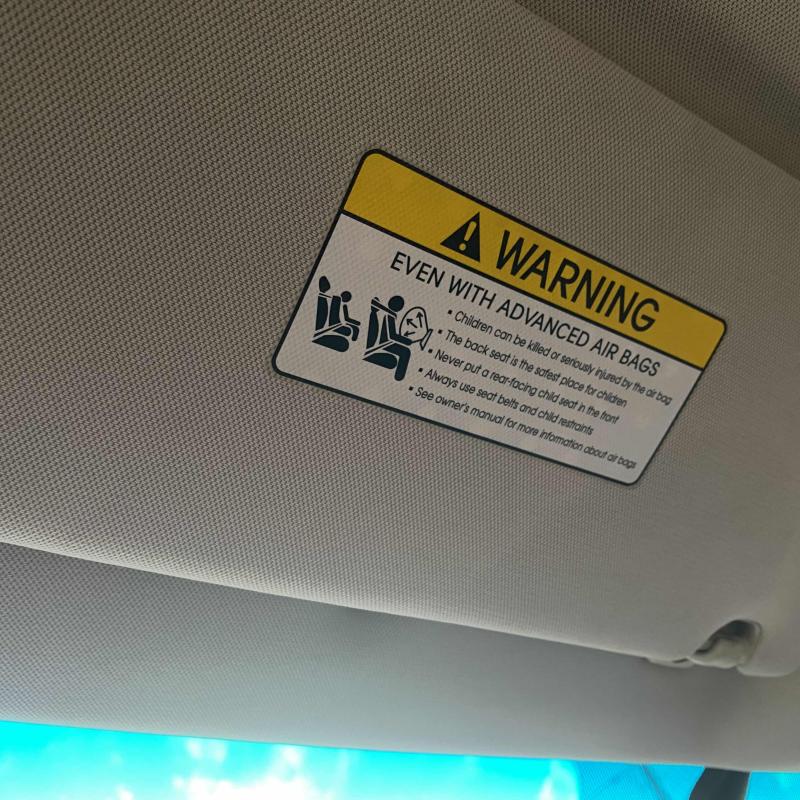 WARNING
EVEN WITH ADVANCED AIR BAGS
• Children can be killed or seriously injured by the air bag
• The back seat is the safest place for children
• Never put a rear-facing child seat in the front
• Always use seat belts and child restraints
• See owner's manual for more information about air bags